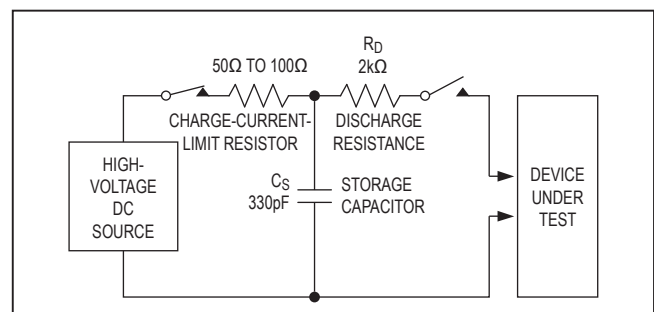 50Ω TO 100Ω
CHARGE-CURRENT-
LIMIT RESISTOR
RD
2kΩ
DISCHARGE
RESISTANCE
HIGH-
VOLTAGE
DC
SOURCE
CS
330pF
STORAGE
CAPACITOR
DEVICE
UNDER
TEST